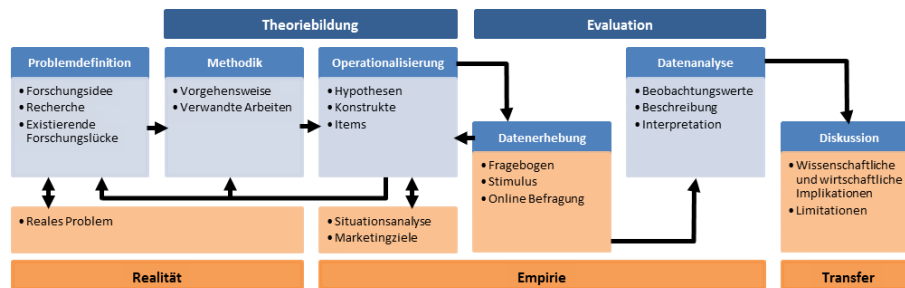 Theoriebildung
Evaluation
Problemdefinition
• Forschungsidee
• Recherche
• Existierende
Forschungslücke
Methodik
• Vorgehensweise
• Verwandte Arbeiten
Operationalisierung
• Hypothesen
• Konstrukte
• Items
Datenerhebung
• Fragebogen
• Stimulus
• Online Befragung
Datenanalyse
• Beobachtungswerte
• Beschreibung
• Interpretation
Diskussion
• Wissenschaftliche
und wirtschaftliche
Implikationen
• Limitationen
• Reales Problem
• Situationsanalyse
• Marketingziele
Realität
Empirie
Transfer